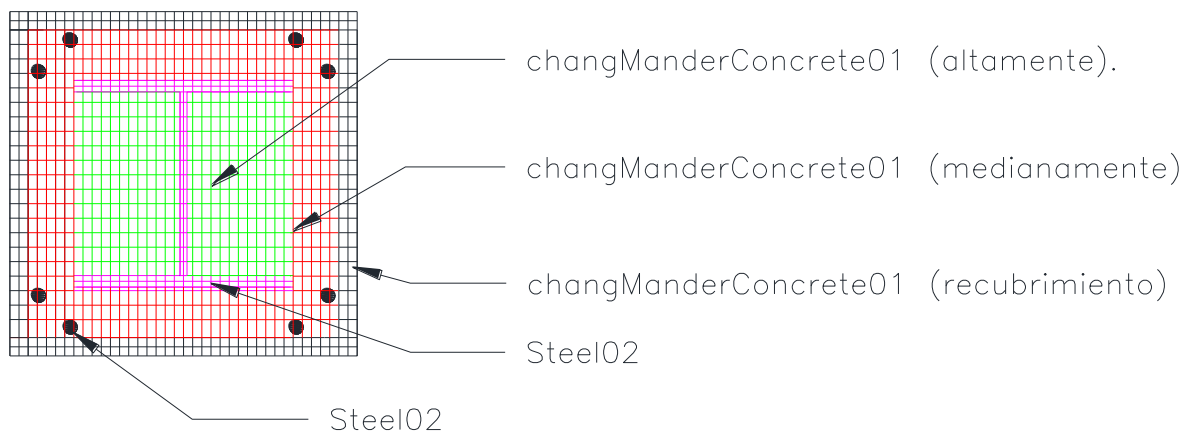 changManderConcrete01 (altamente).
changManderConcrete01 (medianamente)
changManderConcrete01 (recubrimiento)
Steel02
Steel02